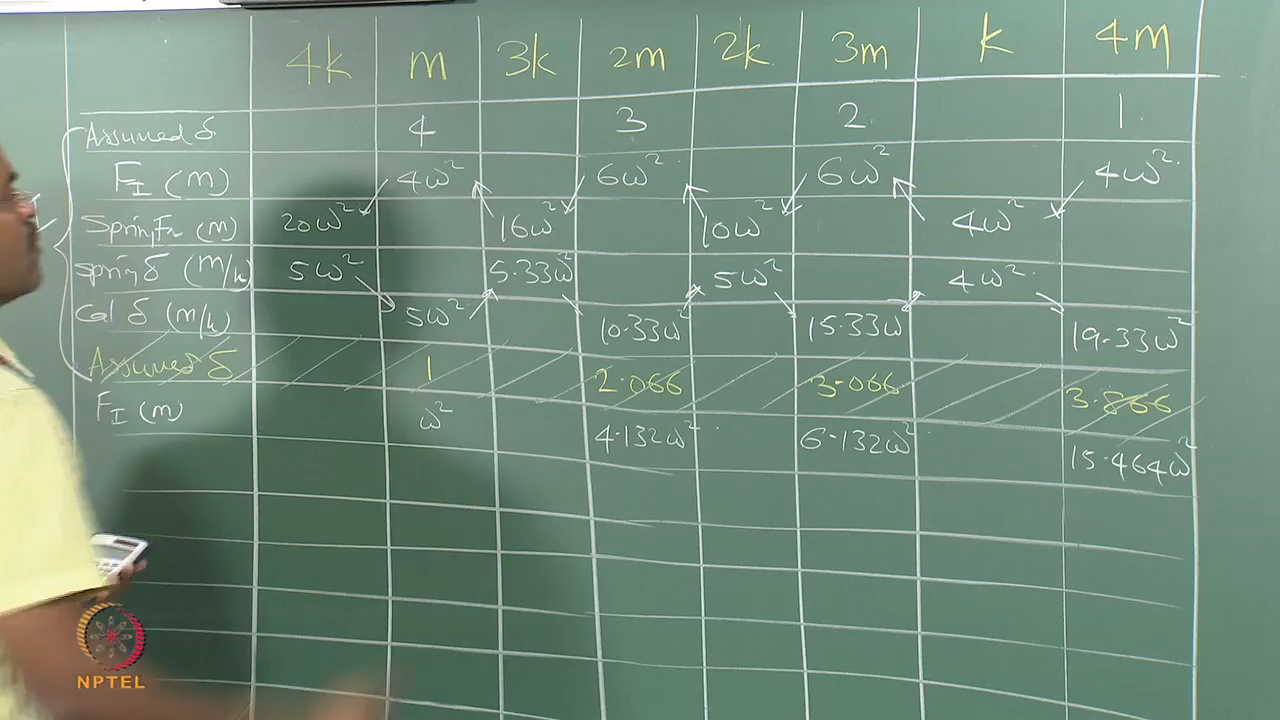 4k m 3k 2m 2k 3m k 4m
Assumed δ 4 3 2 1
F_I (m) 4ω² 6ω² 6ω² 4ω²
Spring Fr (m) 20ω² 16ω² 10ω² 4ω²
Spring δ (m/k) 5ω² 5.33ω² 5ω² 4ω²
Cal δ (m/k) 5ω² 10.33ω² 15.33ω² 19.33ω²
Assumed δ 1 2.066 3.066 3.866
F_I (m) ω² 4.132ω² 6.132ω² 15.464ω²
NPTEL